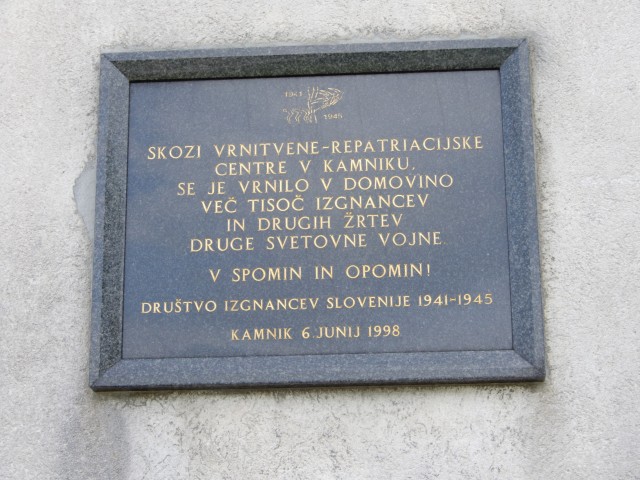 1941
1945
SKOZI VRNITVENE-REPATRIACIJSKE
CENTRE V KAMNIKU,
SE JE VRNILO V DOMOVINO
VEČ TISOČ IZGNANCEV
IN DRUGIH ŽRTEV
DRUGE SVETOVNE VOJNE.
V SPOMIN IN OPOMIN!
DRUŠTVO IZGNANCEV SLOVENIJE 1941-1945
KAMNIK 6. JUNIJ 1998